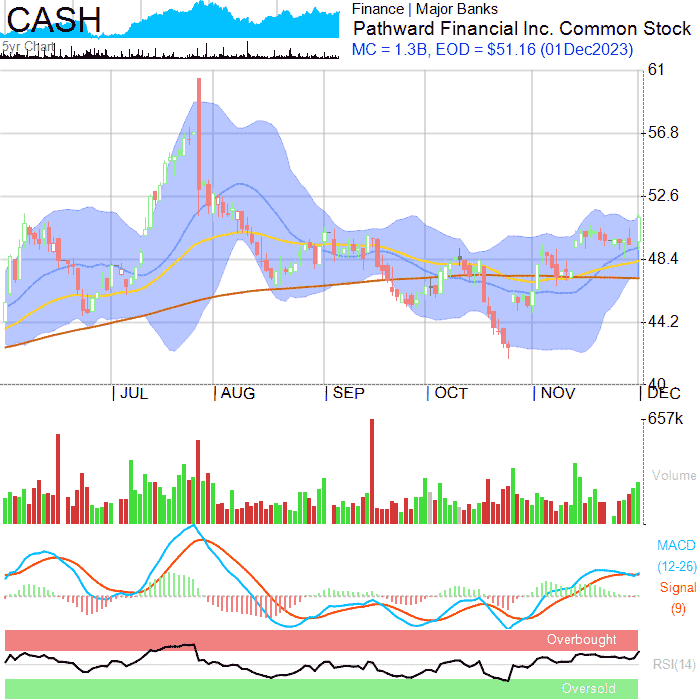 CASH
5yr Chart
Finance | Major Banks
Pathward Financial Inc. Common Stock
MC = 1.3B, EOD = $51.16 (01Dec2023)
61
56.8
52.6
48.4
44.2
40
JUL AUG SEP OCT NOV DEC
657k
Volume
MACD
(12-26)
Signal
(9)
Overbought
RSI(14)
Oversold